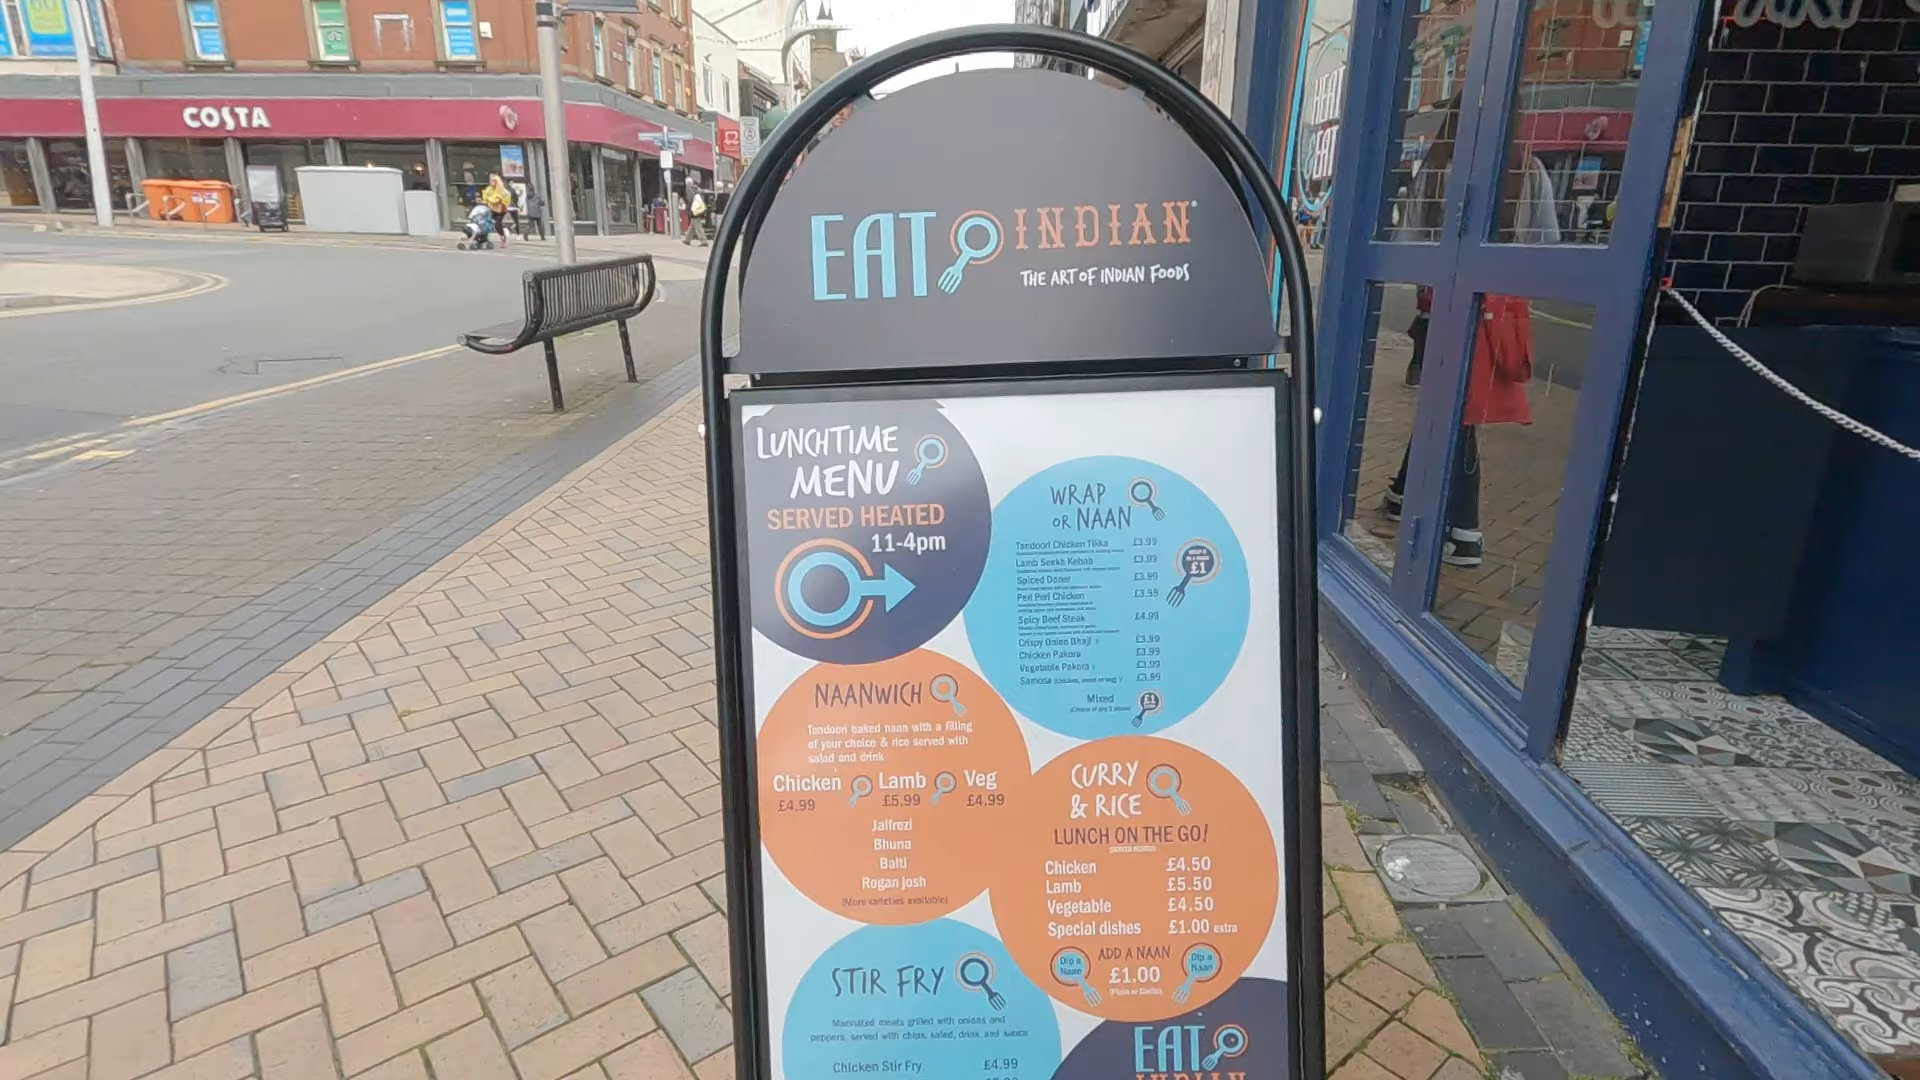 COSTA
EAT INDIAN
THE ART OF INDIAN FOODS
HEAT
&EAT
LUNCHTIME
MENU
SERVED HEATED
11-4pm
WRAP
OR NAAN
Tandoori Chicken Tikka £3.99
Lamb Seekh Kebab £3.99
Spiced Doner £3.99
Peri Peri Chicken £3.99
Spicy Beef Steak £4.99
Crispy Onion Bhaji v £3.99
Chicken Pakora £3.99
Vegetable Pakora v £3.99
Samosa £3.99
£1
Mixed
£1
NAANWICH
Tandoori baked naan with a filling
of your choice & rice served with
salad and drink
Chicken Lamb Veg
£4.99 £5.99 £4.99
Jalfrezi
Bhuna
Balti
Rogan josh
(More varieties available)
CURRY
& RICE
LUNCH ON THE GO!
Chicken £4.50
Lamb £5.50
Vegetable £4.50
Special dishes £1.00 extra
ADD A NAAN
£1.00
(Plain or Garlic)
Dip a
Naan
Dip a
Naan
STIR FRY
Marinated meats grilled with onions and
peppers, served with chips, salad, drink and sauce
Chicken Stir Fry £4.99
EAT
INDIAN